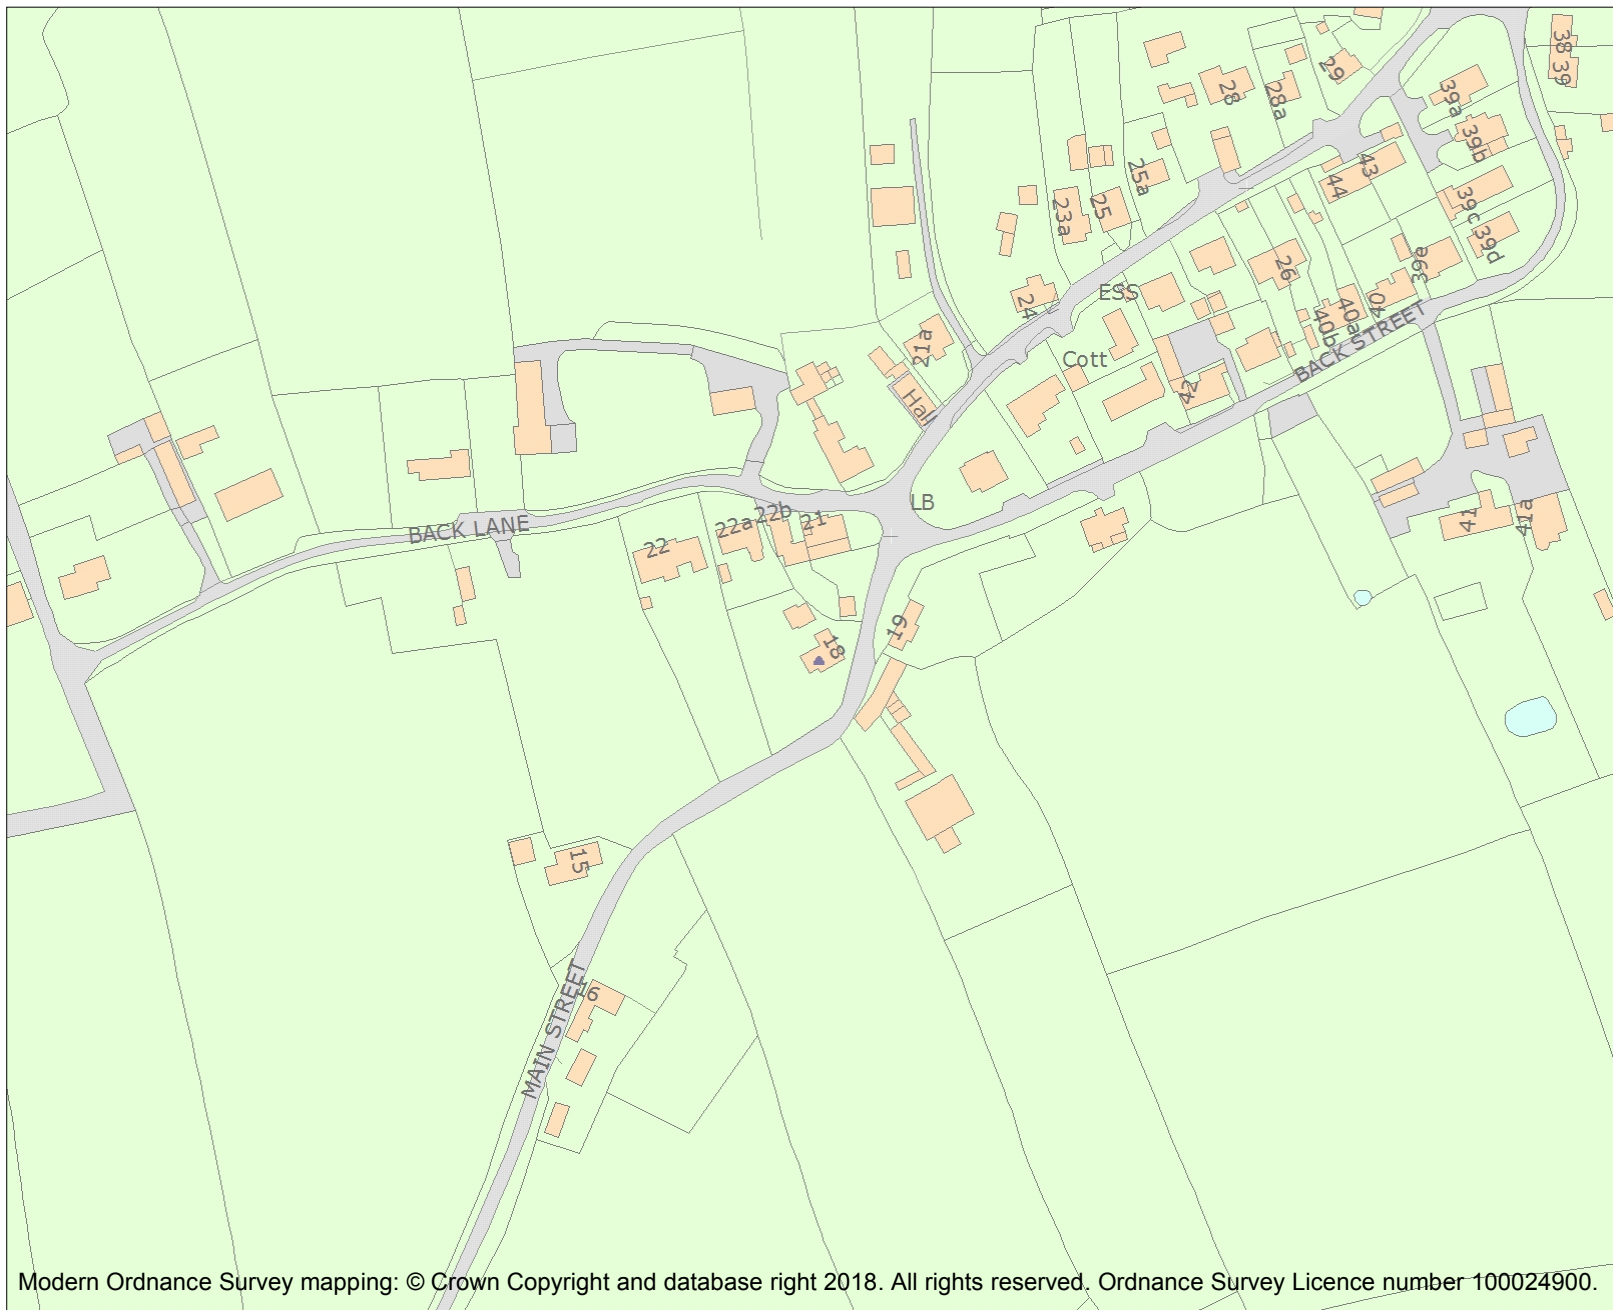 38 39
29
28
28a
39a
39b
25a
43
44
39c
23a
25
39d
26
39e
ESS
24
40
40a
40b
BACK STREET
21a
Cott
42
Hall
LB
22b
21
22a
BACK LANE
22
41
41a
19
18
15
16
MAIN STREET
Modern Ordnance Survey mapping: © Crown Copyright and database right 2018. All rights reserved. Ordnance Survey Licence number 100024900.